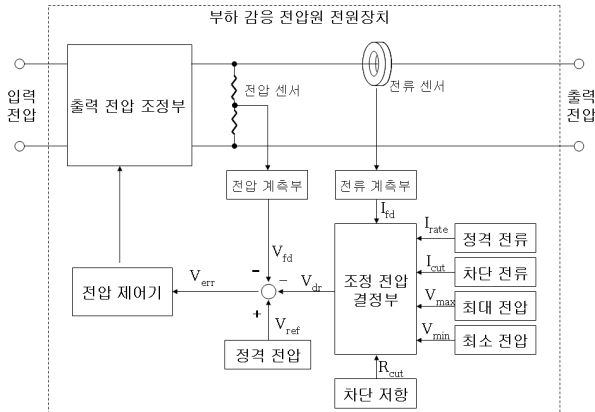 부하 감응 전압원 전원장치
입력
전압
출력 전압 조정부
전압 센서
전류 센서
출력
전압
전압 계측부
전류 계측부
I_fd
V_fd
조정 전압
결정부
I_rate
정격 전류
I_cut
차단 전류
V_max
최대 전압
V_min
최소 전압
전압 제어기
V_err
-
-
V_dr
+
V_ref
정격 전압
R_cut
차단 저항